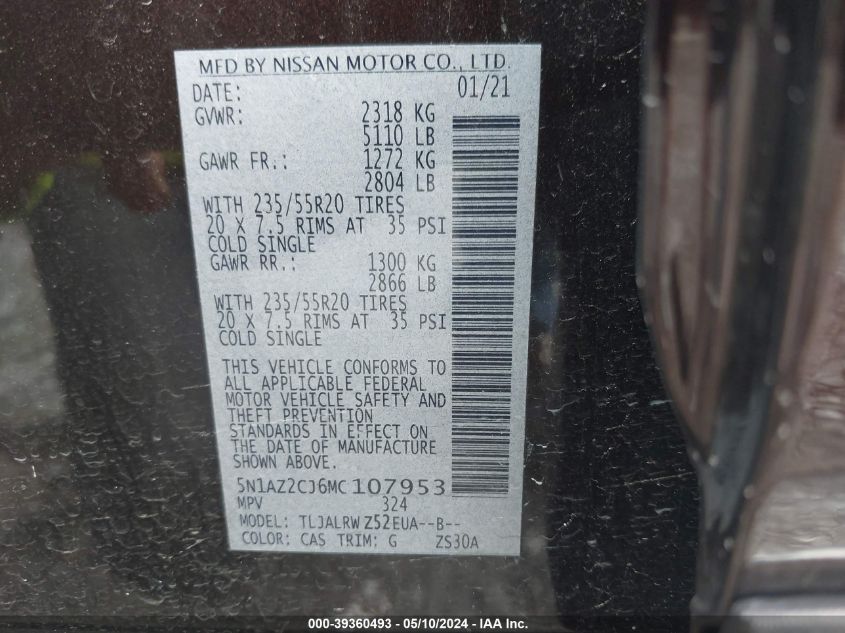 MFD BY NISSAN MOTOR CO., LTD.
DATE: 01/21
GVWR: 2318 KG
5110 LB
GAWR FR.: 1272 KG
2804 LB
WITH 235/55R20 TIRES
20 X 7.5 RIMS AT 35 PSI
COLD SINGLE
GAWR RR.: 1300 KG
2866 LB
WITH 235/55R20 TIRES
20 X 7.5 RIMS AT 35 PSI
COLD SINGLE
THIS VEHICLE CONFORMS TO
ALL APPLICABLE FEDERAL
MOTOR VEHICLE SAFETY AND
THEFT PREVENTION
STANDARDS IN EFFECT ON
THE DATE OF MANUFACTURE
SHOWN ABOVE.
5N1AZ2CJ6MC107953
MPV 324
MODEL: TLJALRWZ52EUA--B--
COLOR: CAS TRIM: G ZS30A
000-39360493 - 05/10/2024 - IAA Inc.